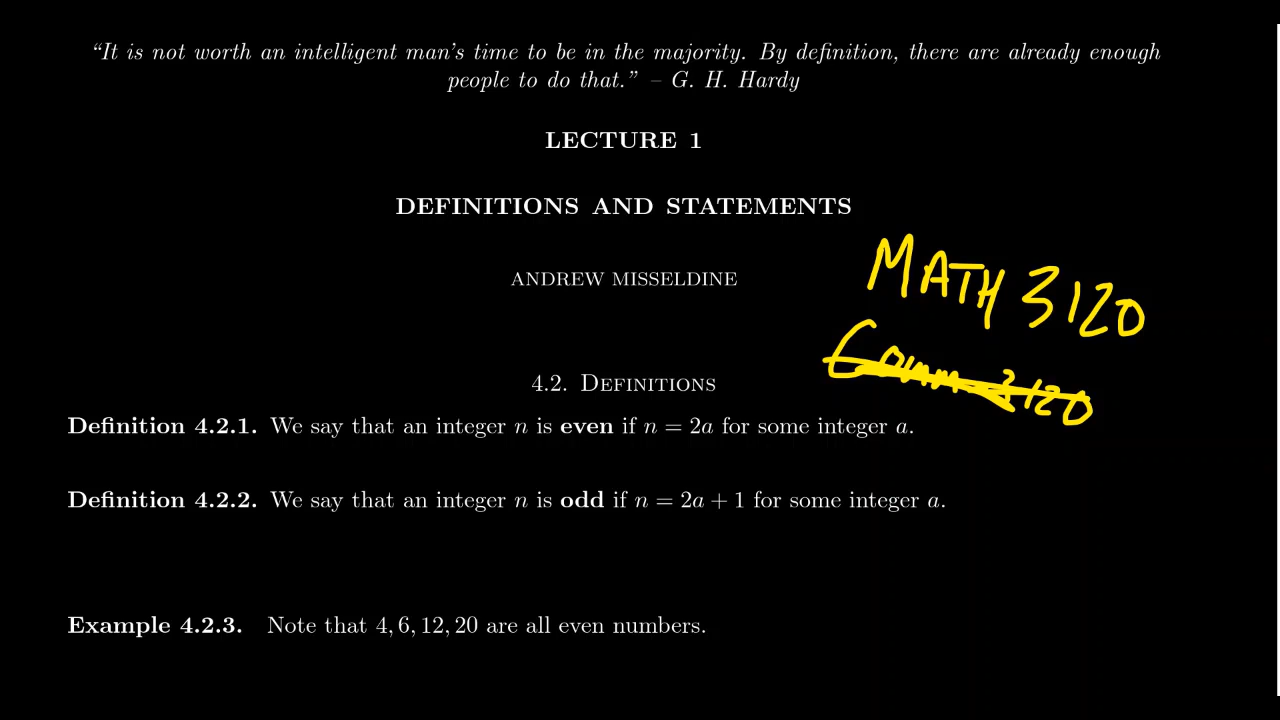 “It is not worth an intelligent man’s time to be in the majority. By definition, there are already enough
people to do that.” – G. H. Hardy
LECTURE 1
DEFINITIONS AND STATEMENTS
ANDREW MISSELDINE
MATH 3120
Comm 3120
4.2. Definitions
Definition 4.2.1. We say that an integer n is even if n = 2a for some integer a.
Definition 4.2.2. We say that an integer n is odd if n = 2a + 1 for some integer a.
Example 4.2.3. Note that 4, 6, 12, 20 are all even numbers.